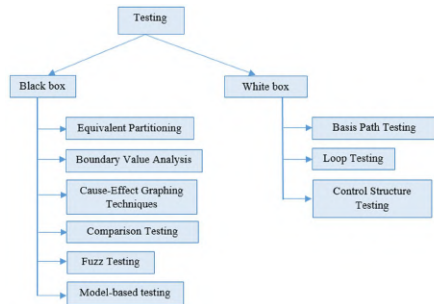 Testing
Black box
Equivalent Partitioning
Boundary Value Analysis
Cause-Effect Graphing
Techniques
Comparison Testing
Fuzz Testing
Model-based testing
White box
Basis Path Testing
Loop Testing
Control Structure
Testing